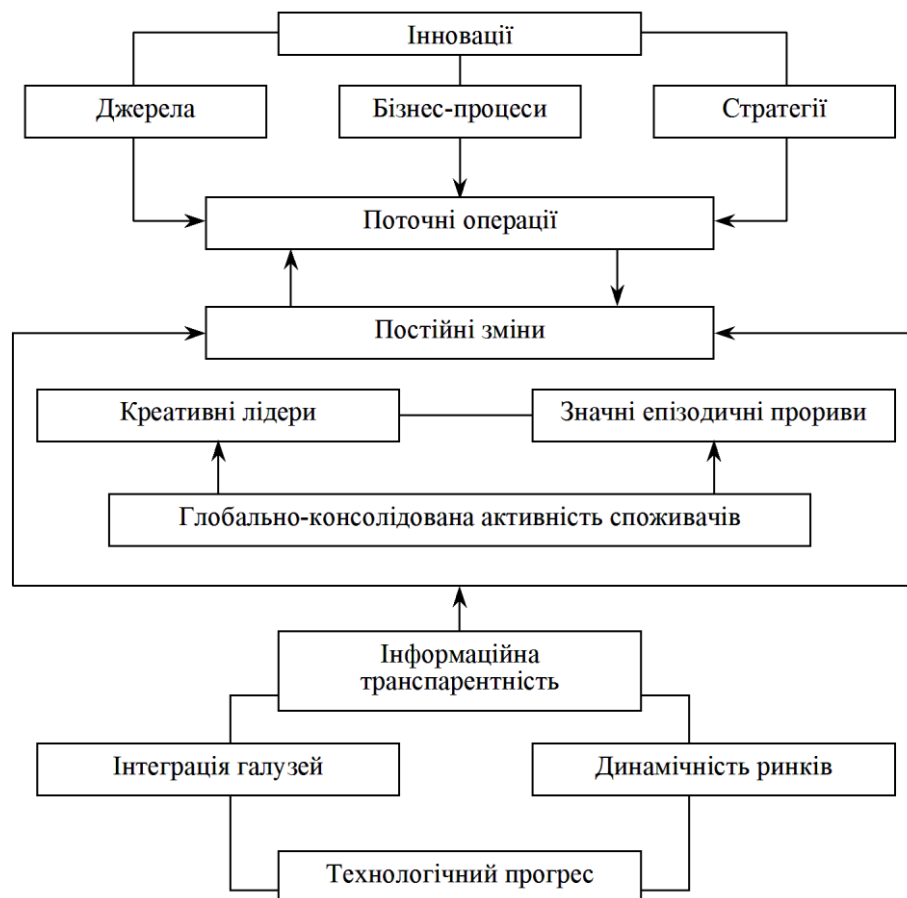 Інновації
Джерела
Бізнес-процеси
Стратегії
Поточні операції
Постійні зміни
Креативні лідери
Значні епізодичні прориви
Глобально-консолідована активність споживачів
Інформаційна
транспарентність
Інтеграція галузей
Динамічність ринків
Технологічний прогрес